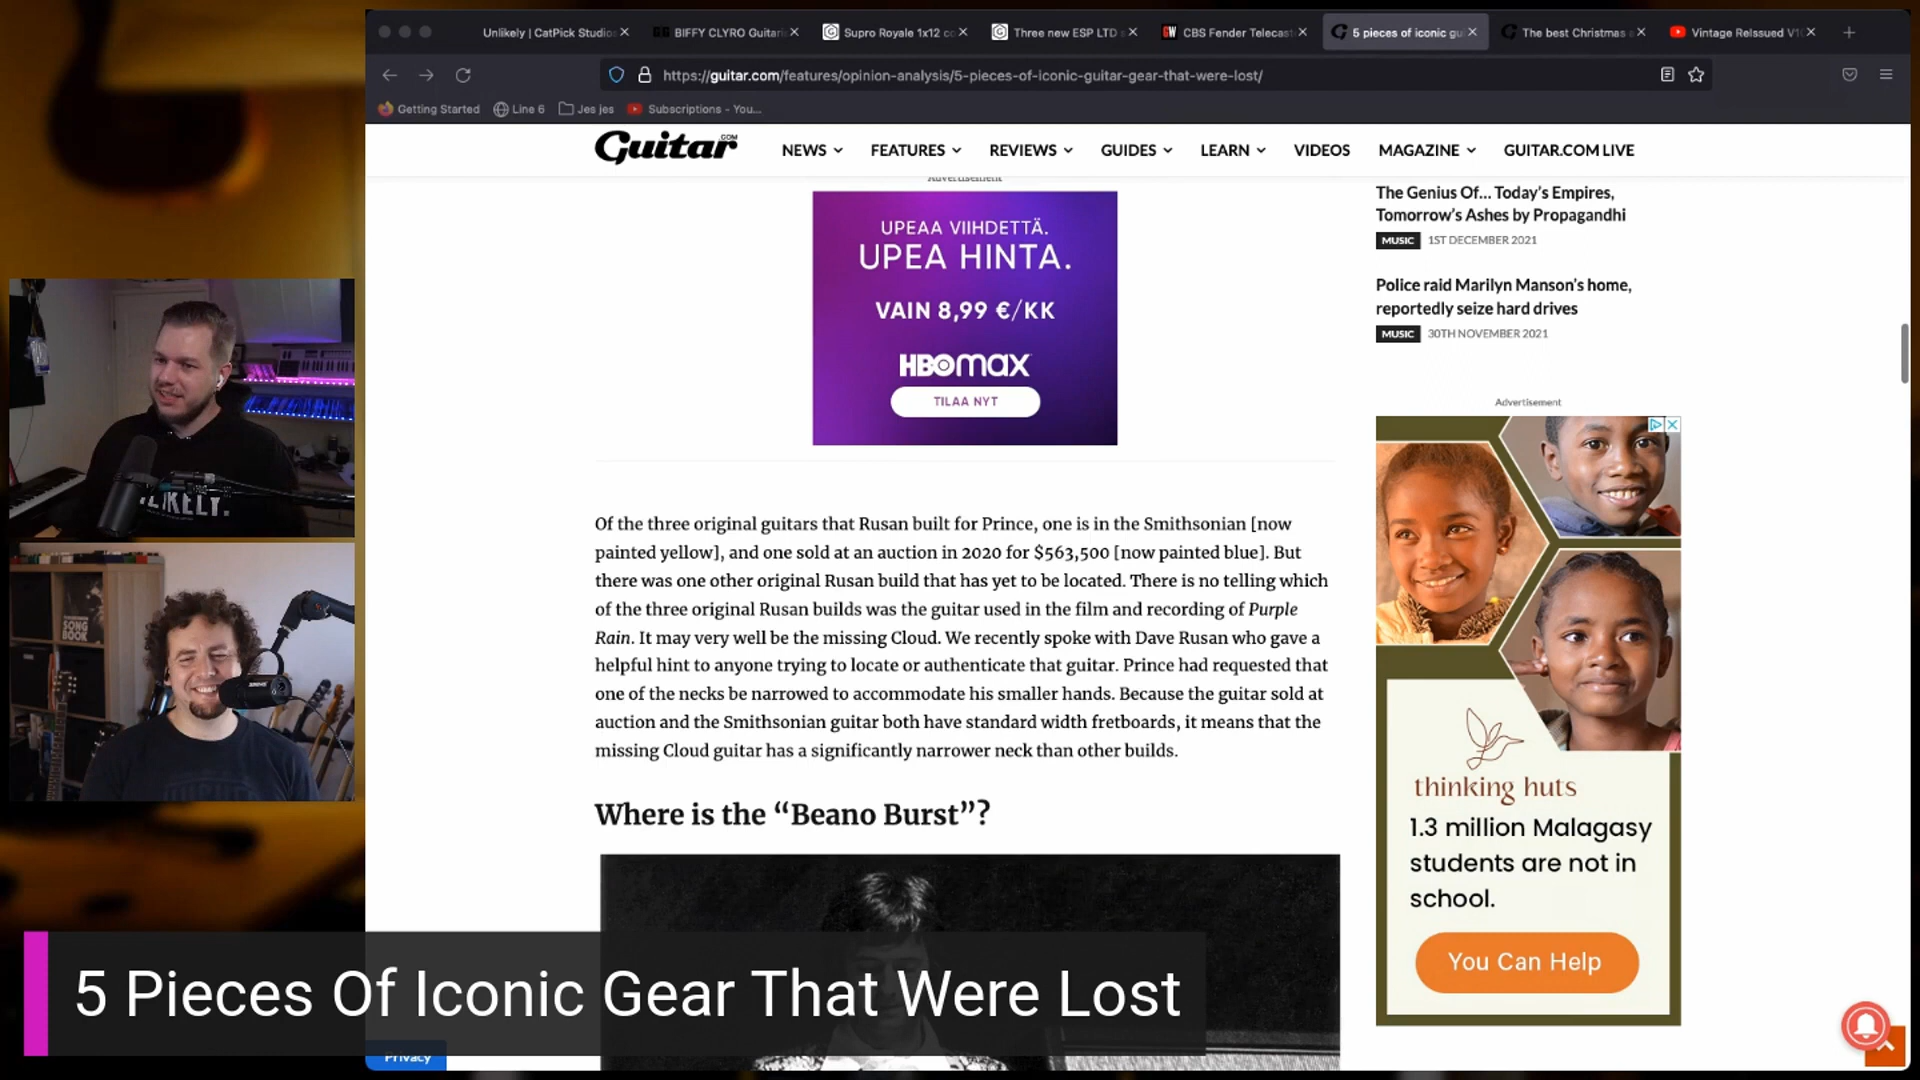 Unlikely | CatPick Studio
BIFFY CLYRO Guitari
Supro Royale 1x12 co
Three new ESP LTD s
CBS Fender Telecast
5 pieces of iconic gu
The best Christmas a
Vintage ReIssued V1
https://guitar.com/features/opinion-analysis/5-pieces-of-iconic-guitar-gear-that-were-lost/
Getting Started
Line 6
Jes jes
Subscriptions - You...
Guitar.COM
NEWS
FEATURES
REVIEWS
GUIDES
LEARN
VIDEOS
MAGAZINE
GUITAR.COM LIVE
Advertisement
UPEAA VIIHDETTÄ.
UPEA HINTA.
VAIN 8,99 €/KK
HBOMAX
TILAA NYT
The Genius Of... Today's Empires,
Tomorrow's Ashes by Propagandhi
MUSIC 1ST DECEMBER 2021
Police raid Marilyn Manson's home,
reportedly seize hard drives
MUSIC 30TH NOVEMBER 2021
Advertisement
Of the three original guitars that Rusan built for Prince, one is in the Smithsonian [now
painted yellow], and one sold at an auction in 2020 for $563,500 [now painted blue]. But
there was one other original Rusan build that has yet to be located. There is no telling which
of the three original Rusan builds was the guitar used in the film and recording of Purple
Rain. It may very well be the missing Cloud. We recently spoke with Dave Rusan who gave a
helpful hint to anyone trying to locate or authenticate that guitar. Prince had requested that
one of the necks be narrowed to accommodate his smaller hands. Because the guitar sold at
auction and the Smithsonian guitar both have standard width fretboards, it means that the
missing Cloud guitar has a significantly narrower neck than other builds.
Where is the “Beano Burst”?
thinking huts
1.3 million Malagasy
students are not in
school.
You Can Help
SONG
BOOK
5 Pieces Of Iconic Gear That Were Lost
Privacy